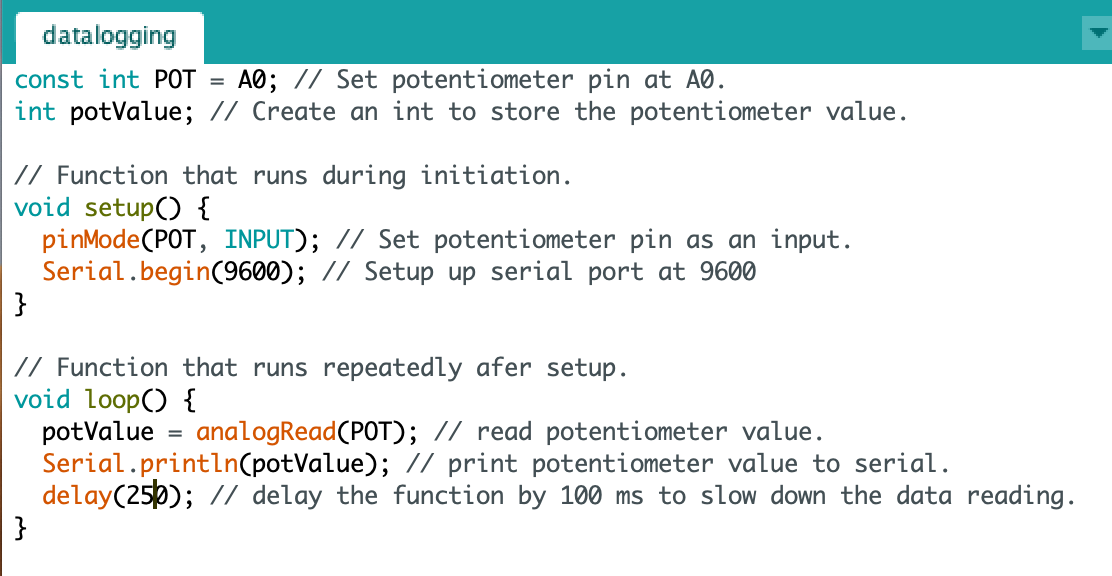 datalogging
const int POT = A0; // Set potentiometer pin at A0.
int potValue; // Create an int to store the potentiometer value.
// Function that runs during initiation.
void setup() {
  pinMode(POT, INPUT); // Set potentiometer pin as an input.
  Serial.begin(9600); // Setup up serial port at 9600
}
// Function that runs repeatedly afer setup.
void loop() {
  potValue = analogRead(POT); // read potentiometer value.
  Serial.println(potValue); // print potentiometer value to serial.
  delay(250); // delay the function by 100 ms to slow down the data reading.
}